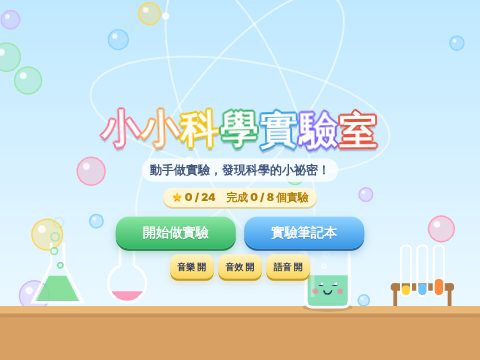 小小科學實驗室
動手做實驗，發現科學的小祕密！
0 / 24 完成 0 / 8 個實驗
開始做實驗 實驗筆記本
音樂 開 音效 開 語音 開